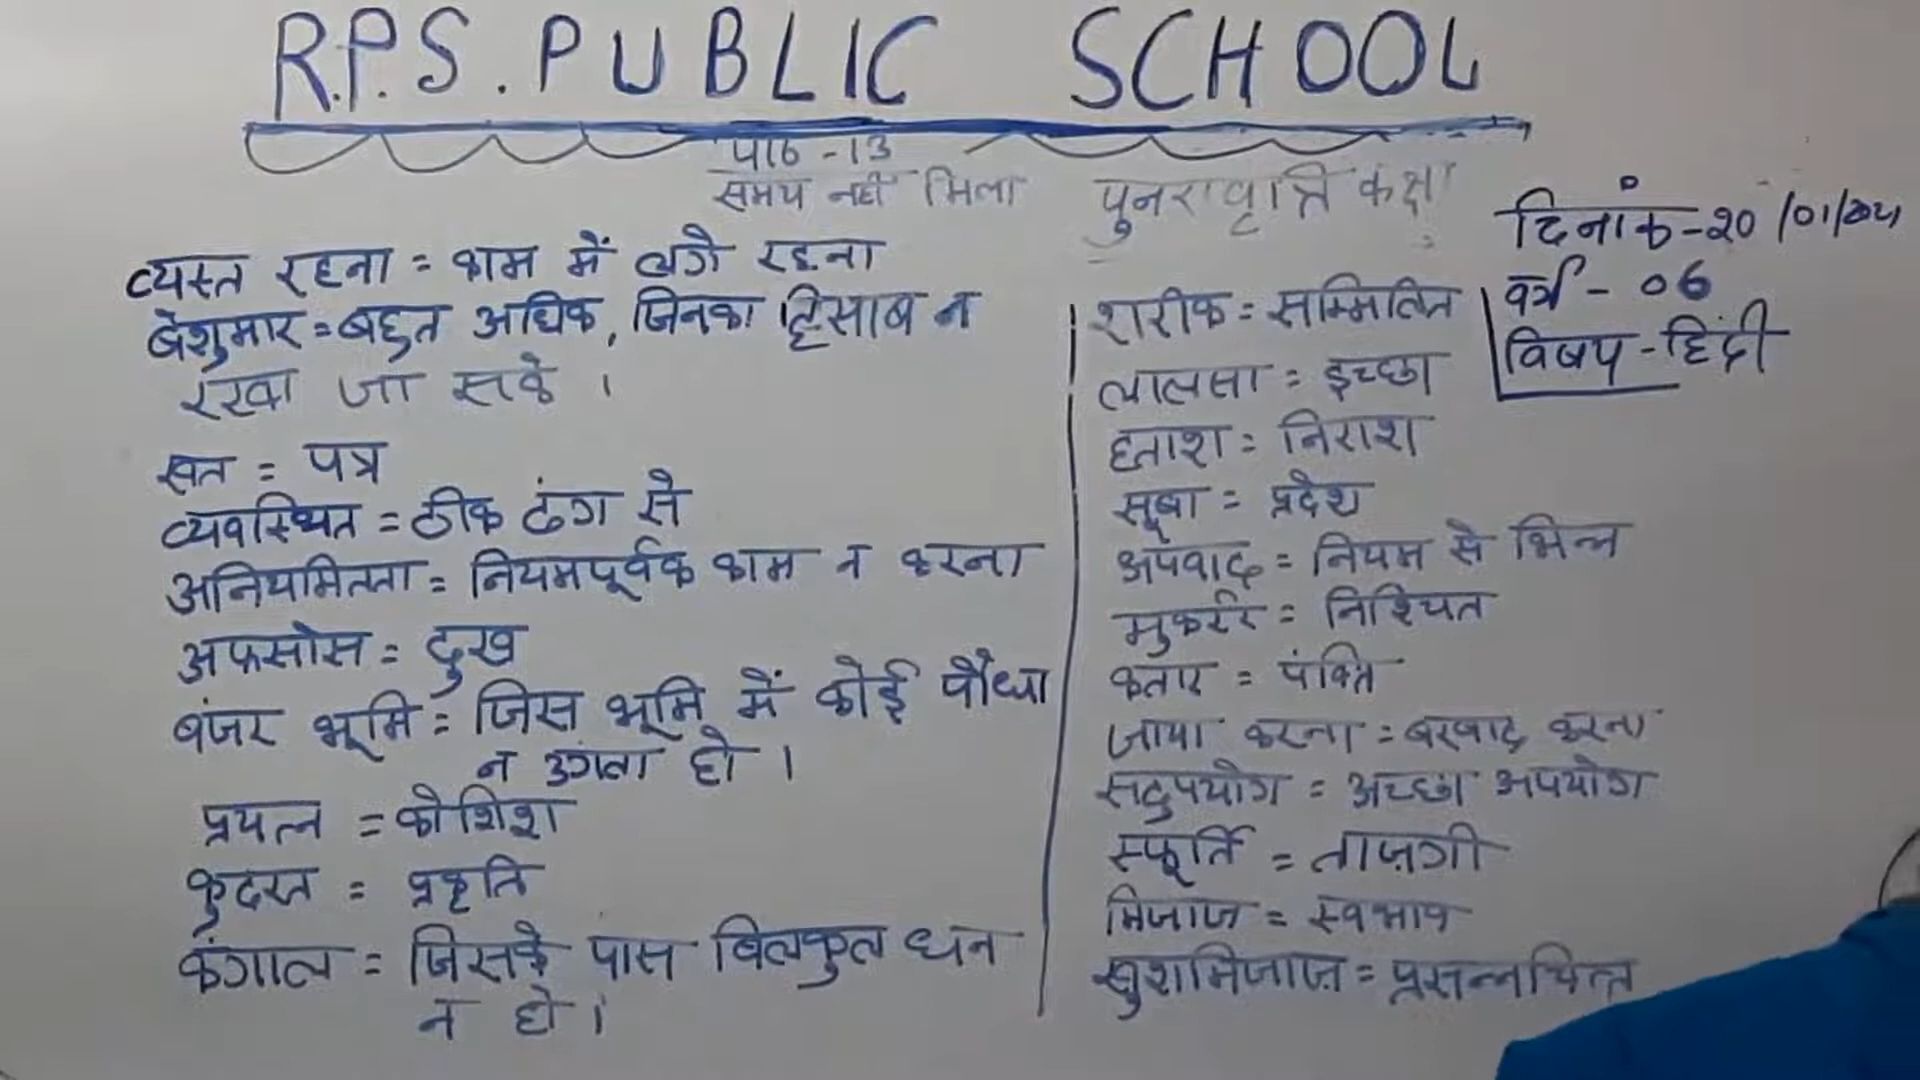 R.P.S. PUBLIC SCHOOL
पाठ -13
समय नहीं मिला
पुनरावृत्ति कक्षा
दिनांक-20/01/2021
वर्ग - 06
विषय-हिंदी
व्यस्त रहना = काम में लगे रहना
बेशुमार = बहुत अधिक, जिनका हिसाब न
रखा जा सके ।
खत = पत्र
व्यवस्थित = ठीक ढंग से
अनियमितता = नियमपूर्वक काम न करना
अफसोस = दुख
बंजर भूमि = जिस भूमि में कोई पौधा
न उगता हो ।
प्रयत्न = कोशिश
कुदरत = प्रकृति
कंगाल = जिसके पास बिलकुल धन
न हो ।
शरीक = सम्मिलित
लालसा = इच्छा
हताश = निराश
सूबा = प्रदेश
अपवाद = नियम से भिन्न
मुकर्रर = निश्चित
कतार = पंक्ति
जाया करना = बरबाद करना
सदुपयोग = अच्छा अपयोग
स्फूर्ति = ताज़गी
मिजाज = स्वभाव
खुशमिजाज़ = प्रसन्नचित्त